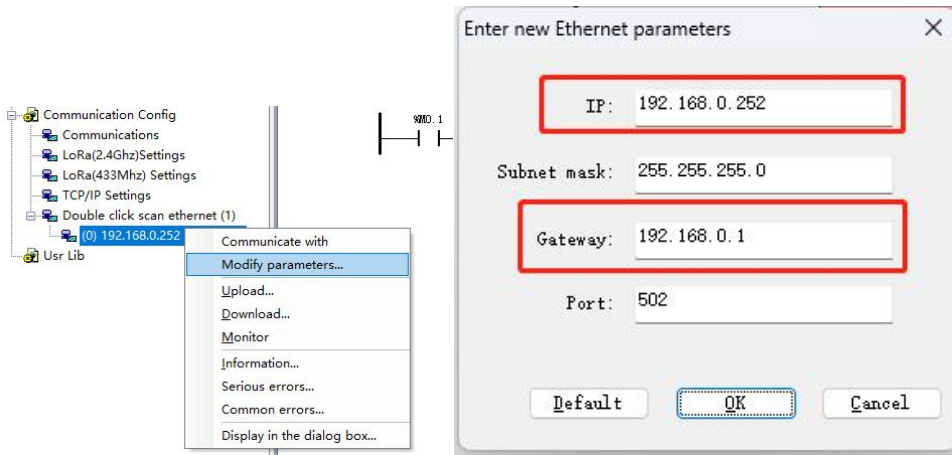 Communication Config
Communications
LoRa(2.4Ghz)Settings
LoRa(433Mhz) Settings
TCP/IP Settings
Double click scan ethernet (1)
(0) 192.168.0.252
Usr Lib
%M0.1
Communicate with
Modify parameters...
Upload...
Download...
Monitor
Information...
Serious errors...
Common errors...
Display in the dialog box...
Enter new Ethernet parameters
IP: 192.168.0.252
Subnet mask: 255.255.255.0
Gateway: 192.168.0.1
Port: 502
Default OK Cancel